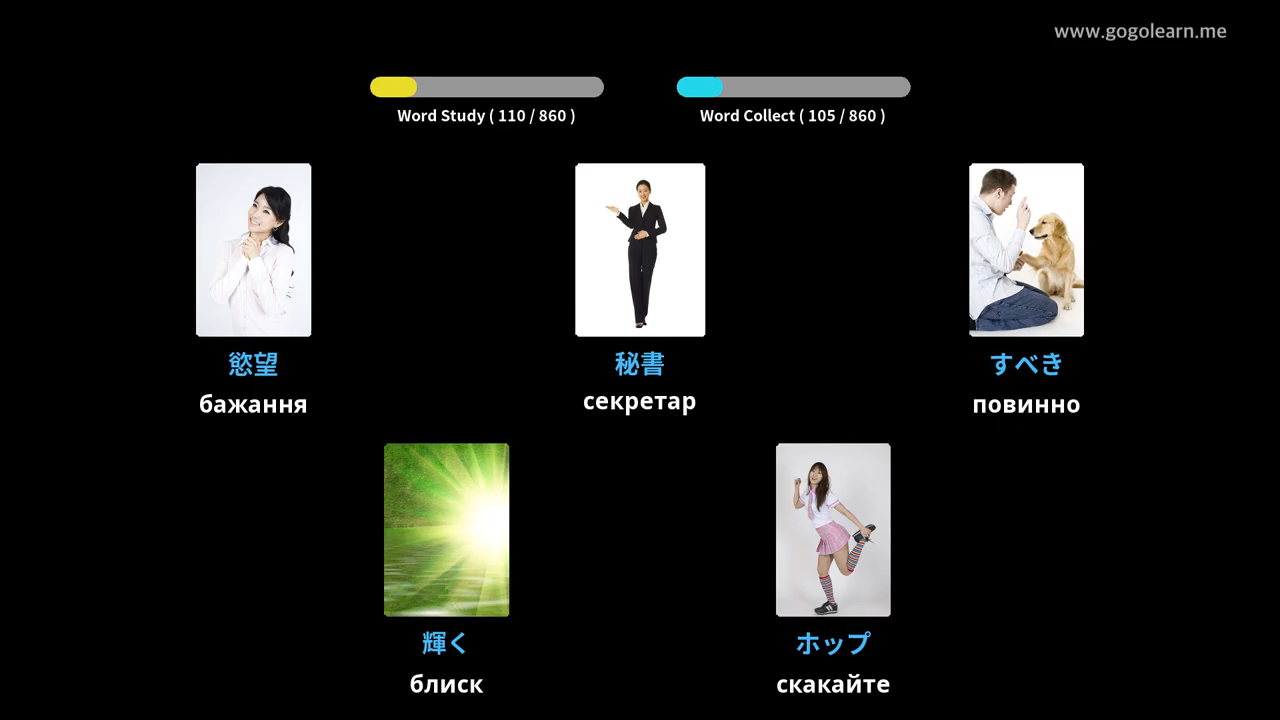 www.gogolearn.me
Word Study ( 110 / 860 )
Word Collect ( 105 / 860 )
慾望
бажання
秘書
секретар
すべき
повинно
輝く
блиск
ホップ
скакайте